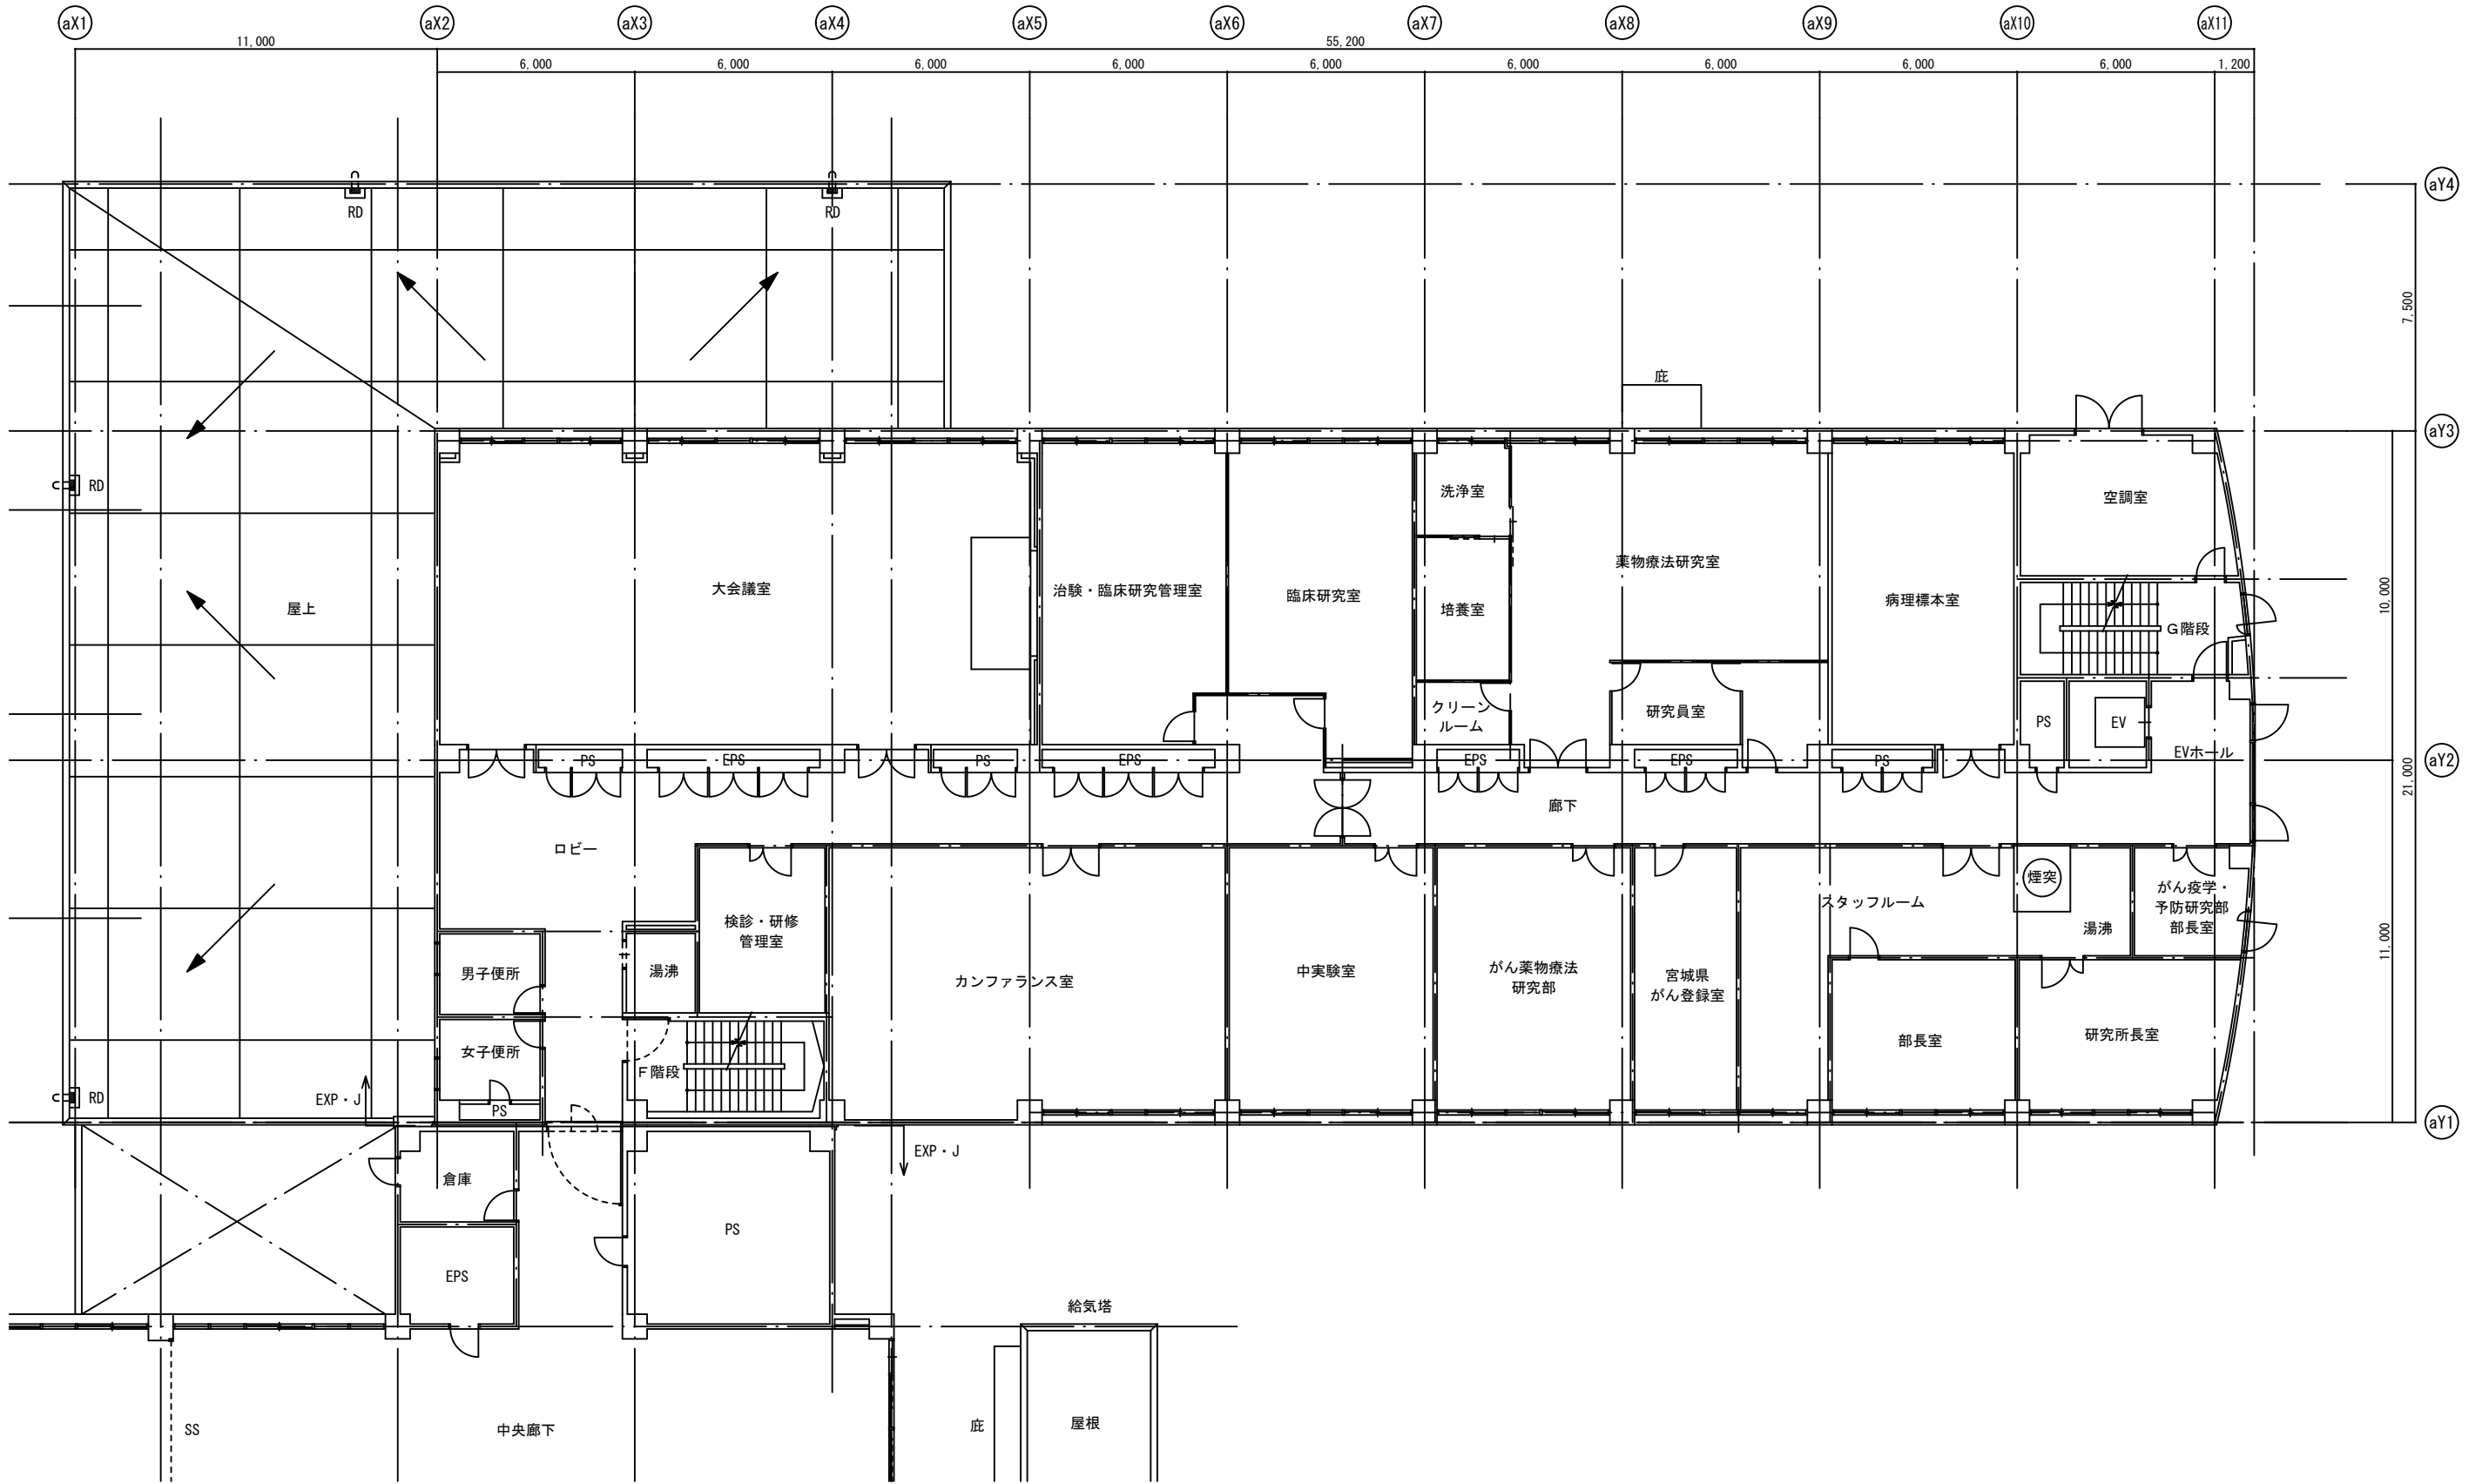 aX1 aX2 aX3 aX4 aX5 aX6 aX7 aX8 aX9 aX10 aX11
11,000 55,200
6,000 6,000 6,000 6,000 6,000 6,000 6,000 6,000 6,000 1,200
aY4
RD RD
7,500
庇
aY3
RD
洗浄室
空調室
薬物療法研究室
大会議室 治験・臨床研究管理室 臨床研究室 病理標本室
10,000
屋上
培養室
G階段
クリーン
ルーム
研究員室
PS EV
EVホール
PS EPS PS EPS EPS EPS PS
aY2
21,000
廊下
ロビー
煙突
がん疫学・
予防研究部
部長室
スタッフルーム
検診・研修
管理室
湯沸
11,000
男子便所 湯沸
カンファランス室 中実験室
がん薬物療法
研究部
宮城県
がん登録室
女子便所
部長室 研究所長室
F階段
EXP・J
RD
PS
aY1
EXP・J
倉庫
PS
EPS
給気塔
SS 中央廊下 庇 屋根